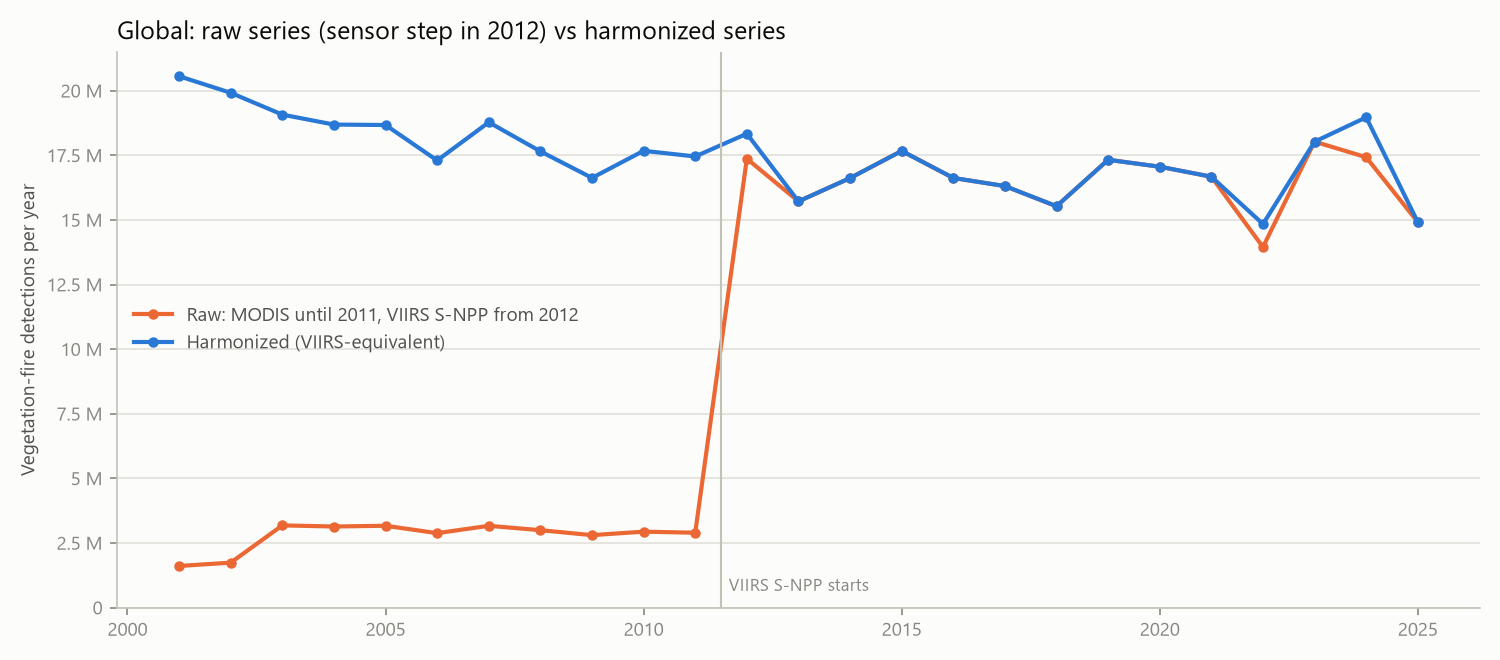 Global: raw series (sensor step in 2012) vs harmonized series
Vegetation-fire detections per year
20 M
17.5 M
15 M
12.5 M
10 M
7.5 M
5 M
2.5 M
0
Raw: MODIS until 2011, VIIRS S-NPP from 2012
Harmonized (VIIRS-equivalent)
VIIRS S-NPP starts
2000
2005
2010
2015
2020
2025